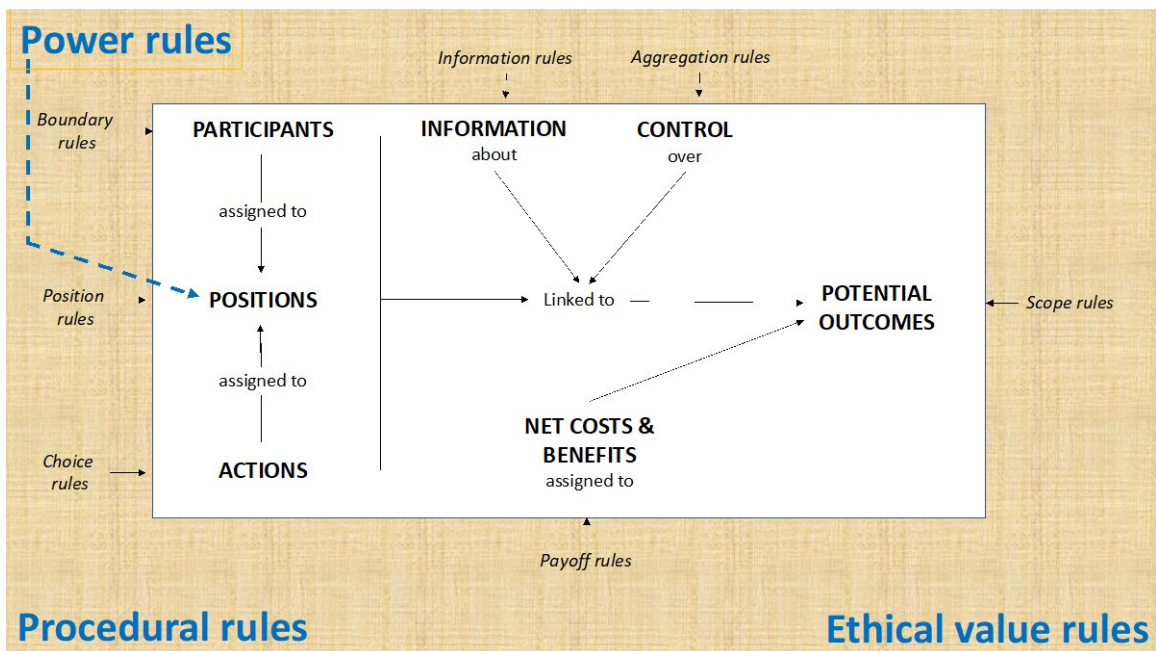 Power rules
Information rules
Aggregation rules
Boundary
rules
PARTICIPANTS
INFORMATION
about
CONTROL
over
assigned to
Position
rules
POSITIONS
Linked to
POTENTIAL
OUTCOMES
Scope rules
assigned to
NET COSTS &
BENEFITS
assigned to
Choice
rules
ACTIONS
Payoff rules
Procedural rules
Ethical value rules